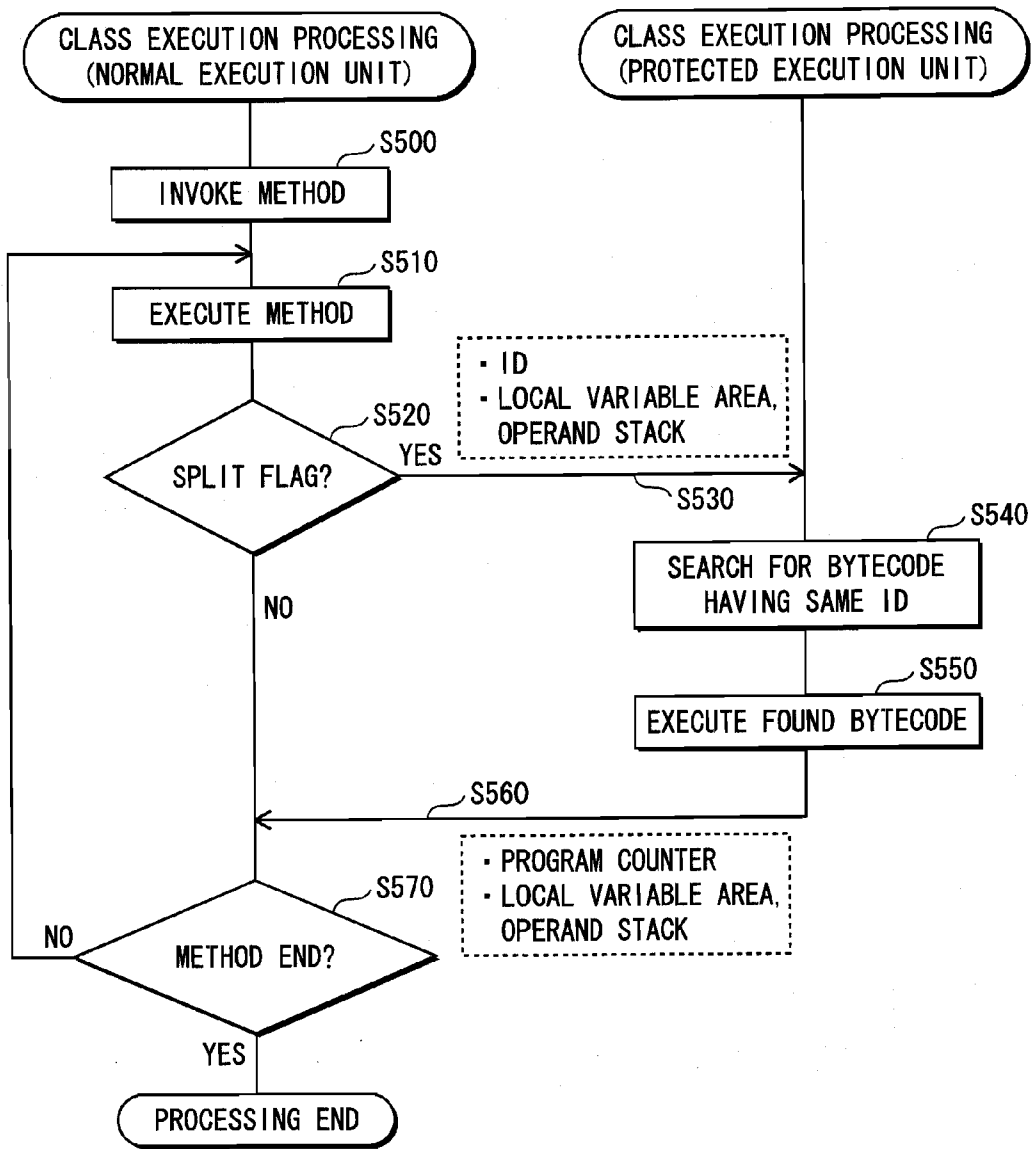 CLASS EXECUTION PROCESSING
(NORMAL EXECUTION UNIT)
CLASS EXECUTION PROCESSING
(PROTECTED EXECUTION UNIT)
S500
INVOKE METHOD
S510
EXECUTE METHOD
・ID
・LOCAL VARIABLE AREA,
OPERAND STACK
S520
SPLIT FLAG?
YES
S530
NO
S540
SEARCH FOR BYTECODE
HAVING SAME ID
S550
EXECUTE FOUND BYTECODE
S560
・PROGRAM COUNTER
・LOCAL VARIABLE AREA,
OPERAND STACK
S570
METHOD END?
NO
YES
PROCESSING END